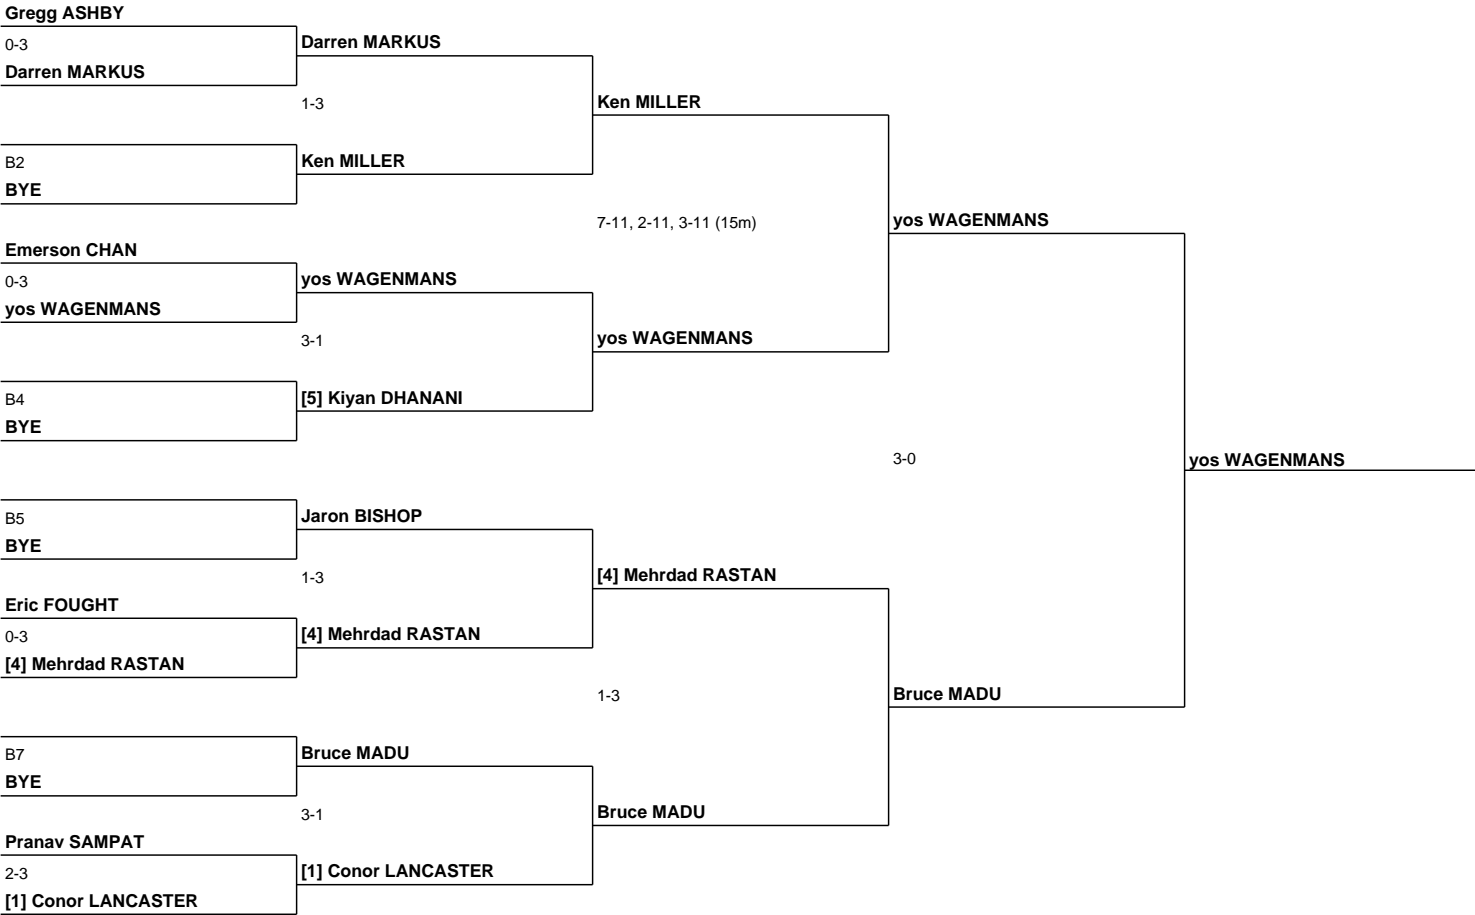 Gregg ASHBY
0-3
Darren MARKUS
Darren MARKUS
1-3
Ken MILLER
B2
BYE
Ken MILLER
7-11, 2-11, 3-11 (15m)
yos WAGENMANS
Emerson CHAN
0-3
yos WAGENMANS
yos WAGENMANS
3-1
yos WAGENMANS
B4
BYE
[5] Kiyan DHANANI
3-0
yos WAGENMANS
B5
BYE
Jaron BISHOP
1-3
[4] Mehrdad RASTAN
Eric FOUGHT
0-3
[4] Mehrdad RASTAN
[4] Mehrdad RASTAN
1-3
Bruce MADU
B7
BYE
Bruce MADU
3-1
Bruce MADU
Pranav SAMPAT
2-3
[1] Conor LANCASTER
[1] Conor LANCASTER